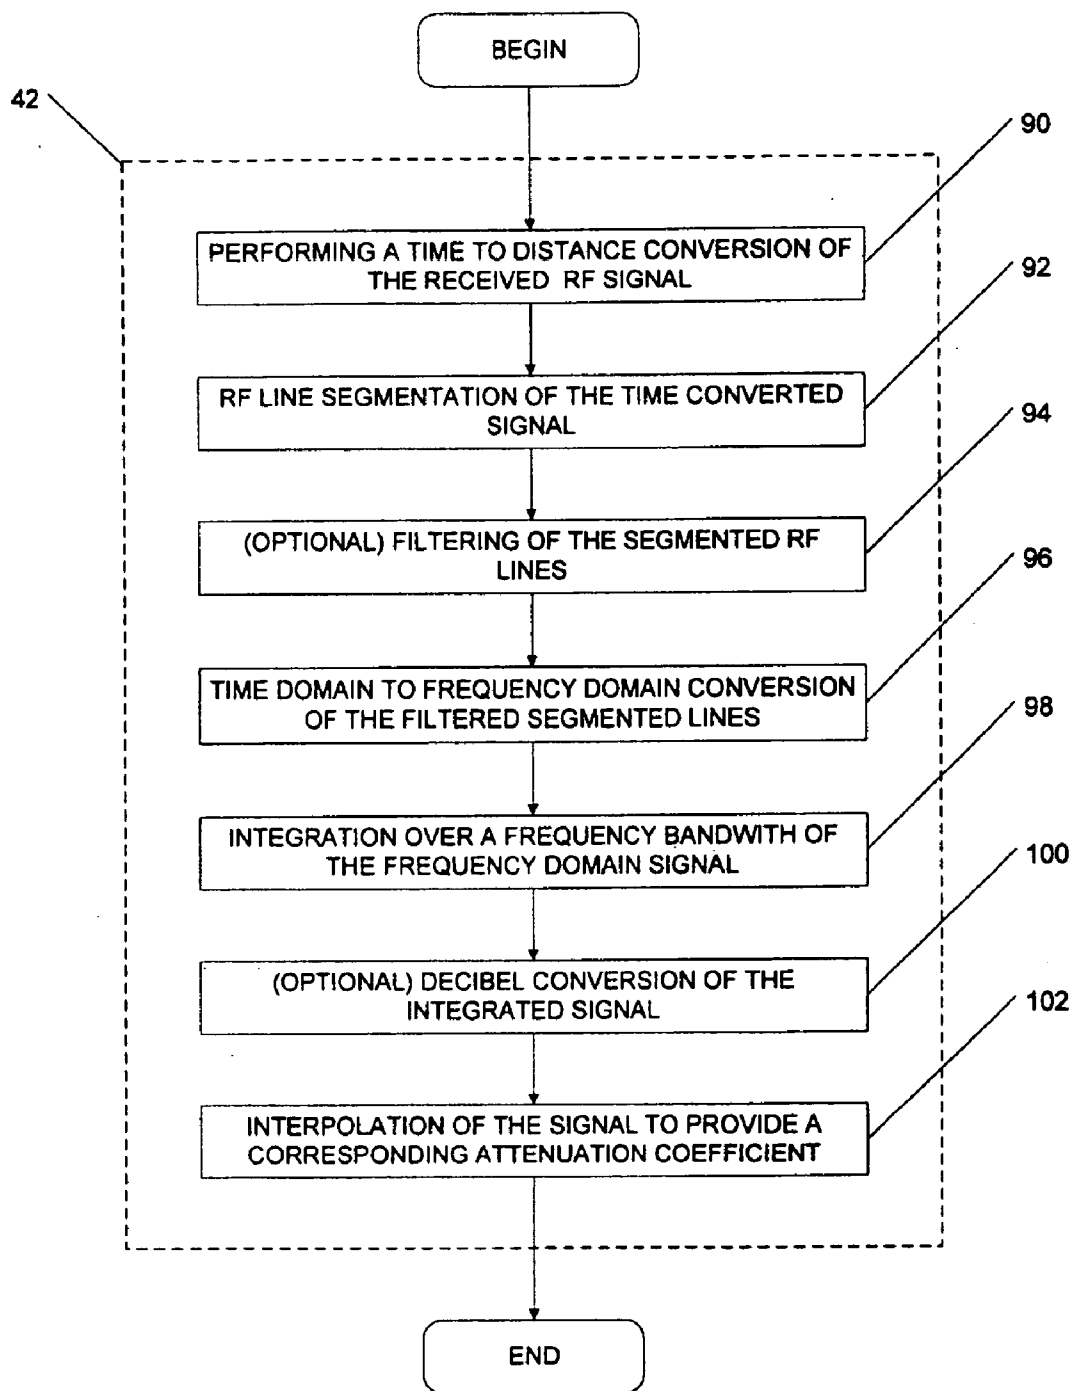 BEGIN
42
90
PERFORMING A TIME TO DISTANCE CONVERSION OF
THE RECEIVED RF SIGNAL
92
RF LINE SEGMENTATION OF THE TIME CONVERTED
SIGNAL
94
(OPTIONAL) FILTERING OF THE SEGMENTED RF
LINES
96
TIME DOMAIN TO FREQUENCY DOMAIN CONVERSION
OF THE FILTERED SEGMENTED LINES
98
INTEGRATION OVER A FREQUENCY BANDWITH OF
THE FREQUENCY DOMAIN SIGNAL
100
(OPTIONAL) DECIBEL CONVERSION OF THE
INTEGRATED SIGNAL
102
INTERPOLATION OF THE SIGNAL TO PROVIDE A
CORRESPONDING ATTENUATION COEFFICIENT
END